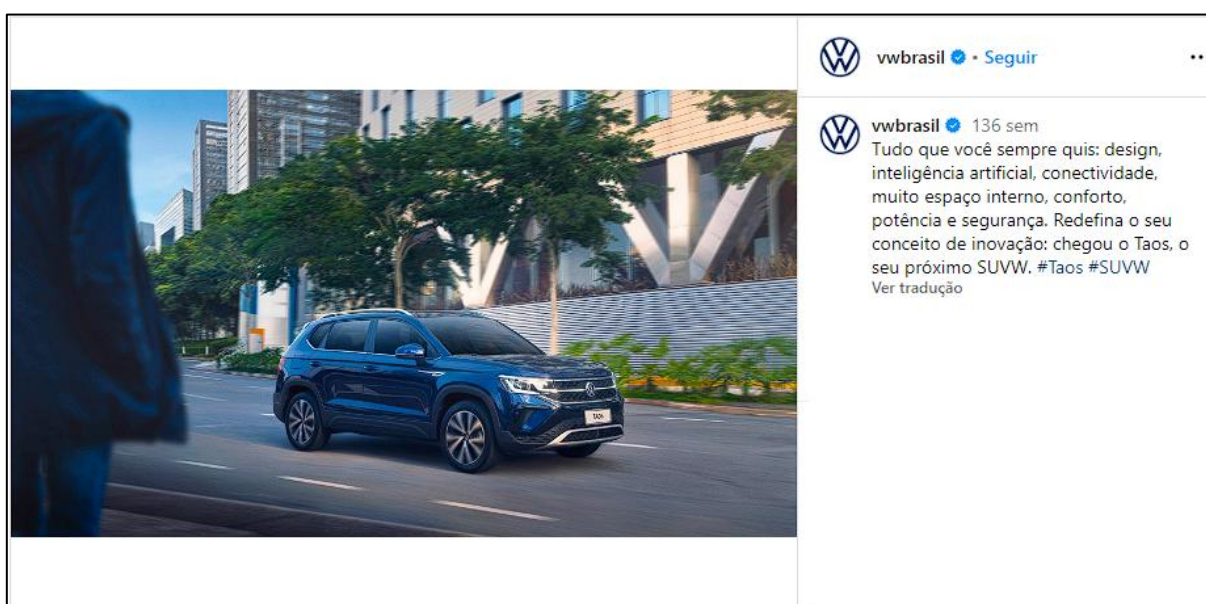 vwbrasil • Seguir
vwbrasil 136 sem
Tudo que você sempre quis: design,
inteligência artificial, conectividade,
muito espaço interno, conforto,
potência e segurança. Redefina o seu
conceito de inovação: chegou o Taos, o
seu próximo SUVW. #Taos #SUVW
Ver tradução
TAOS